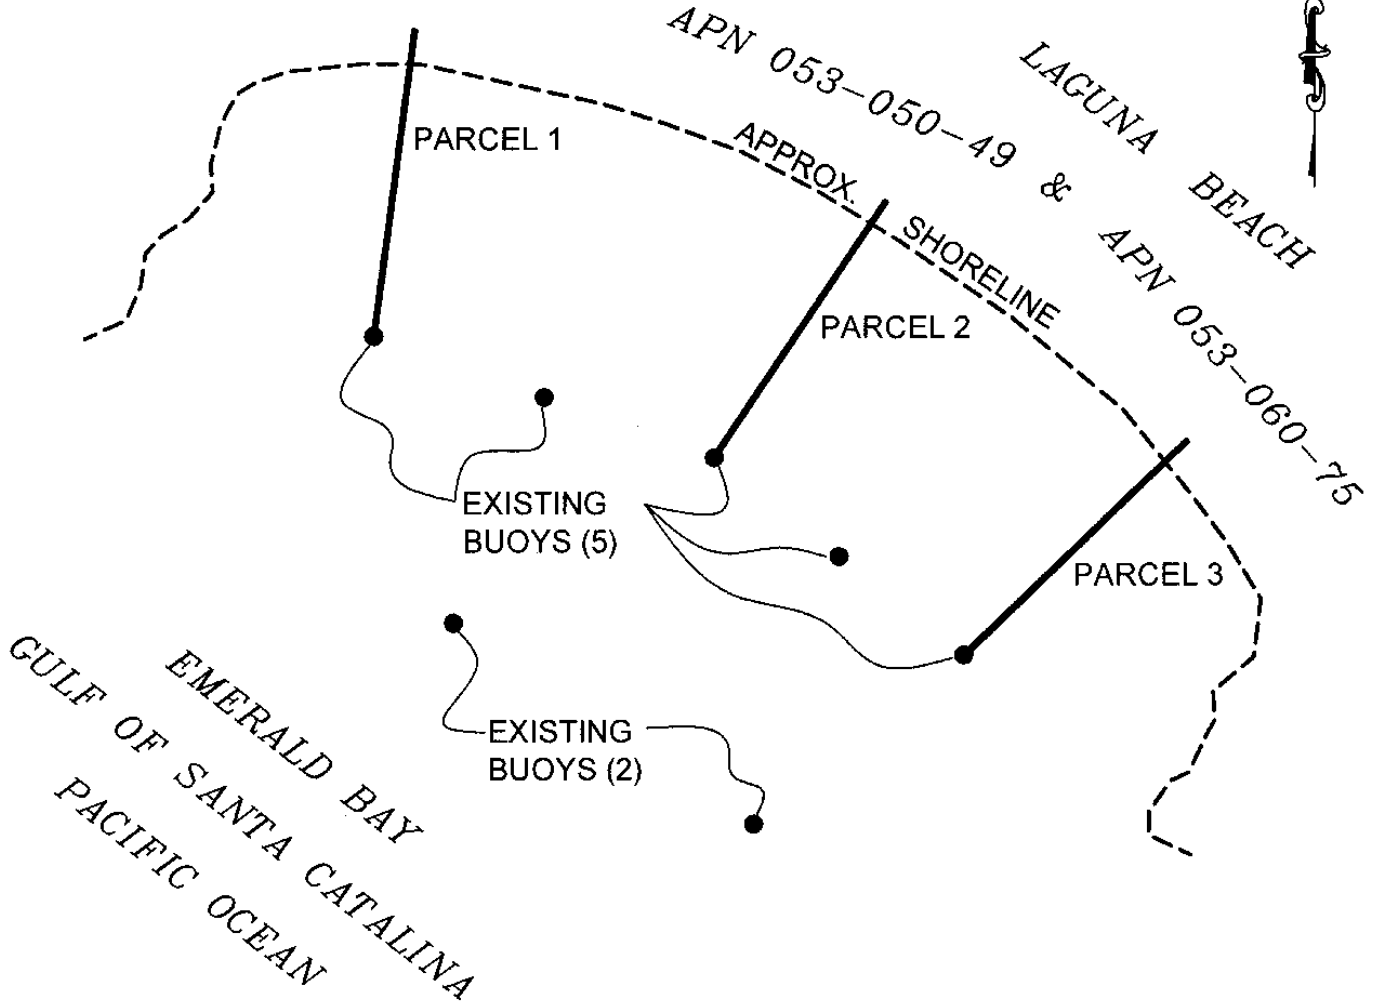 APN 053-050-49 & APN 053-060-75
LAGUNA BEACH
PARCEL 1
APPROX. SHORELINE
PARCEL 2
EXISTING
BUOYS (5)
PARCEL 3
EXISTING
BUOYS (2)
EMERALD BAY
GULF OF SANTA CATALINA
PACIFIC OCEAN